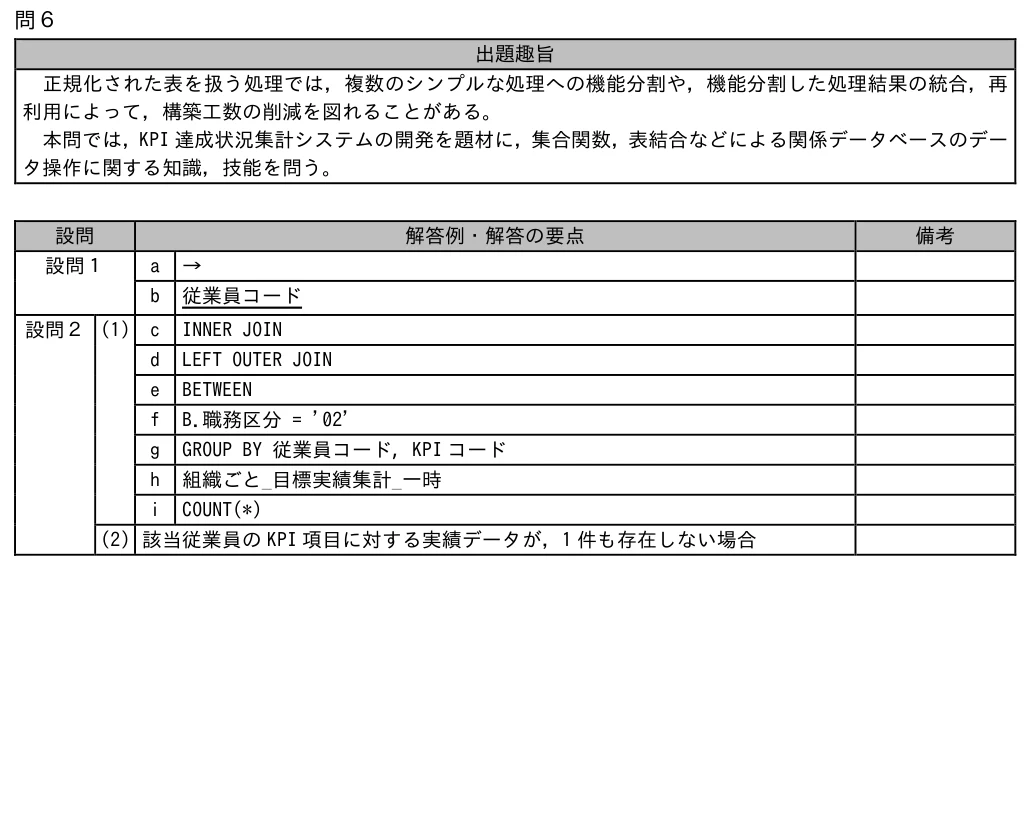 問６
出題趣旨
正規化された表を扱う処理では，複数のシンプルな処理への機能分割や，機能分割した処理結果の統合，再
利用によって，構築工数の削減を図れることがある。
本問では，KPI 達成状況集計システムの開発を題材に，集合関数，表結合などによる関係データベースのデー
タ操作に関する知識，技能を問う。
設問 解答例・解答の要点 備考
設問１ a →
b 従業員コード
設問２ (1) c INNER JOIN
d LEFT OUTER JOIN
e BETWEEN
f B.職務区分 = '02'
g GROUP BY 従業員コード, KPI コード
h 組織ごと_目標実績集計_一時
i COUNT(*)
(2) 該当従業員の KPI 項目に対する実績データが，１件も存在しない場合